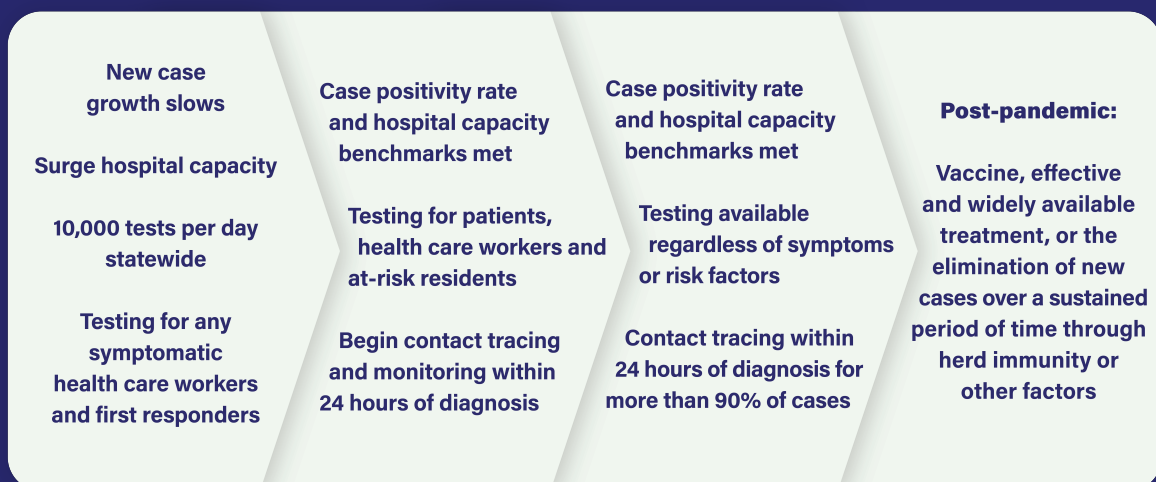 New case
growth slows
Surge hospital capacity
10,000 tests per day
statewide
Testing for any
symptomatic
health care workers
and first responders
Case positivity rate
and hospital capacity
benchmarks met
Testing for patients,
health care workers and
at-risk residents
Begin contact tracing
and monitoring within
24 hours of diagnosis
Case positivity rate
and hospital capacity
benchmarks met
Testing available
regardless of symptoms
or risk factors
Contact tracing within
24 hours of diagnosis for
more than 90% of cases
Post-pandemic:
Vaccine, effective
and widely available
treatment, or the
elimination of new
cases over a sustained
period of time through
herd immunity or
other factors